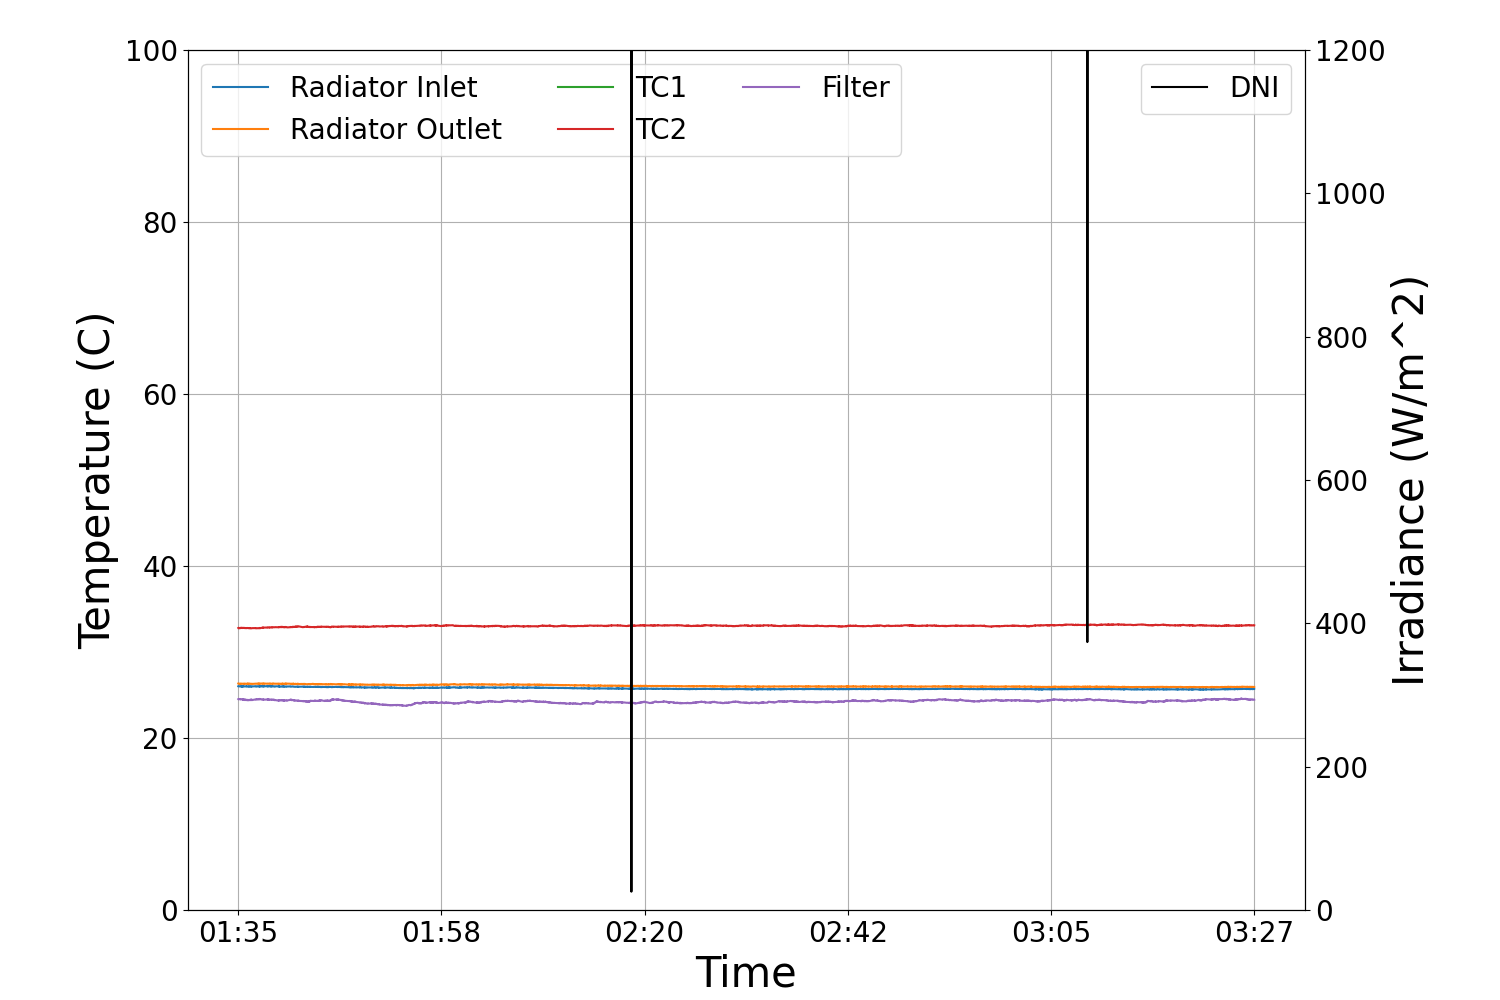 Radiator Inlet
Radiator Outlet
TC1
TC2
Filter
DNI
Temperature (C)
100
80
60
40
20
0
Irradiance (W/m^2)
1200
1000
800
600
400
200
0
01:35
01:58
02:20
02:42
03:05
03:27
Time